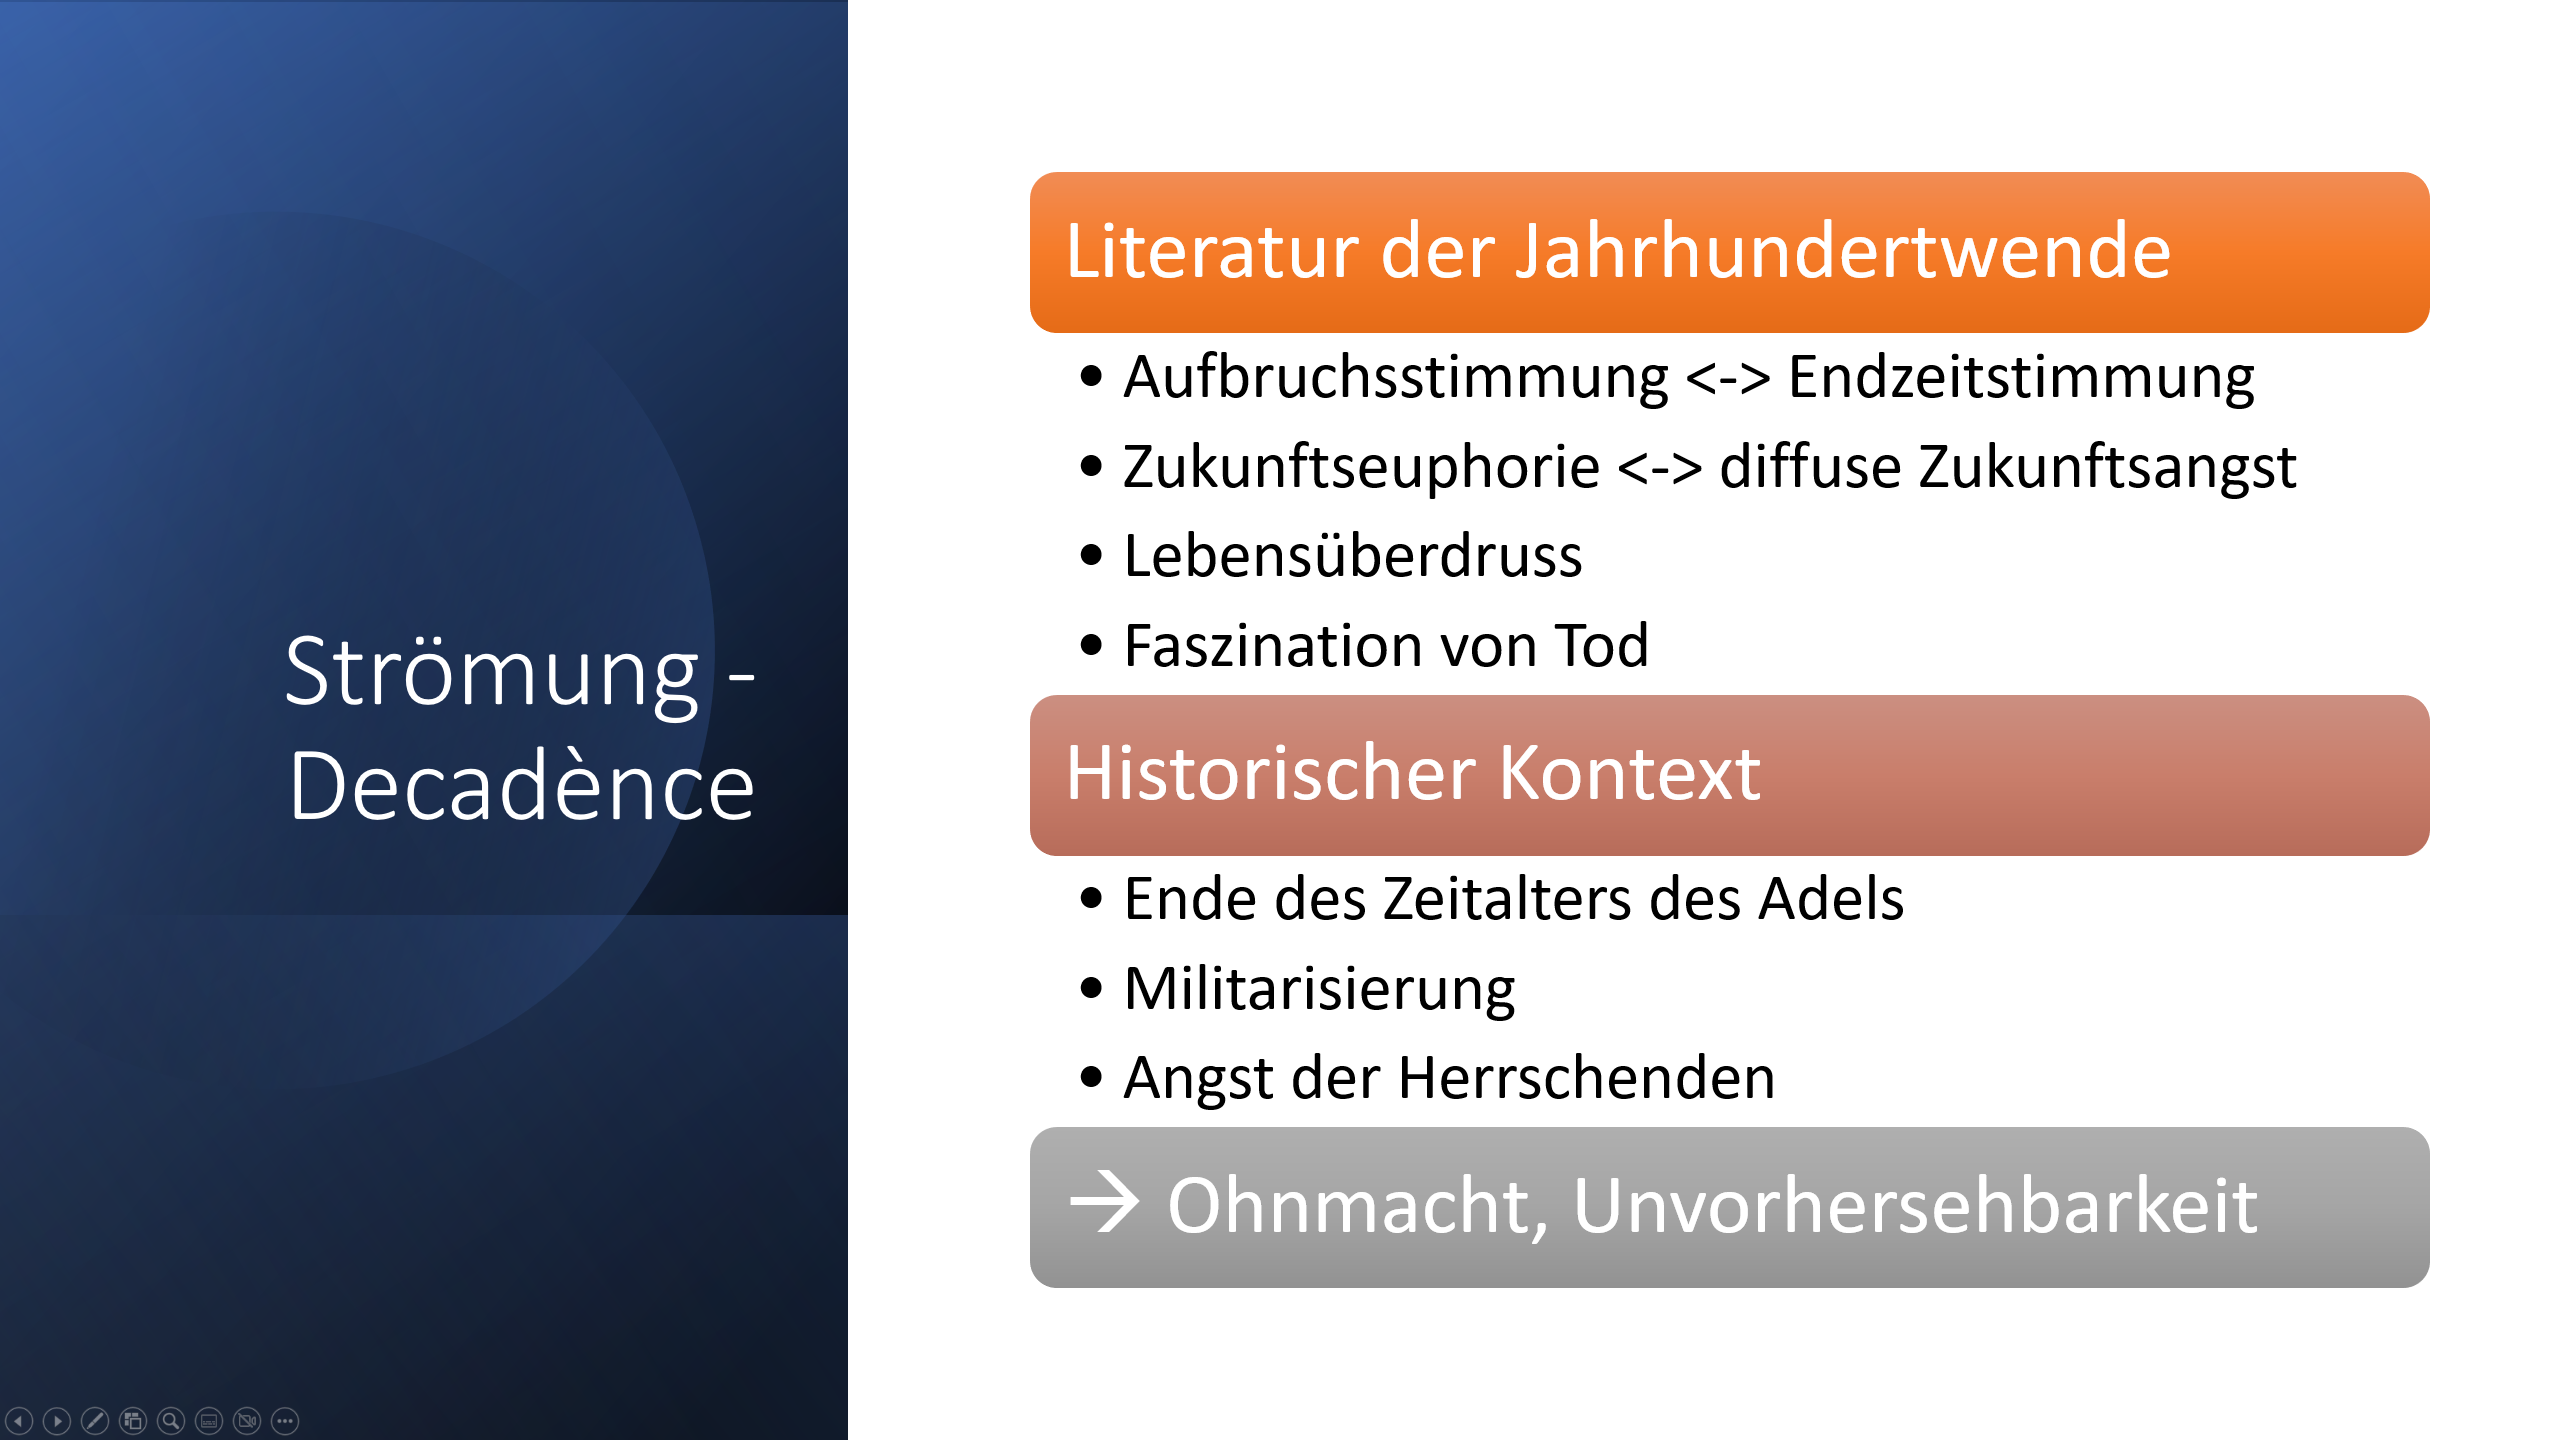 Strömung -
Decadènce
Literatur der Jahrhundertwende
• Aufbruchsstimmung <-> Endzeitstimmung
• Zukunftseuphorie <-> diffuse Zukunftsangst
• Lebensüberdruss
• Faszination von Tod
Historischer Kontext
• Ende des Zeitalters des Adels
• Militarisierung
• Angst der Herrschenden
→ Ohnmacht, Unvorhersehbarkeit